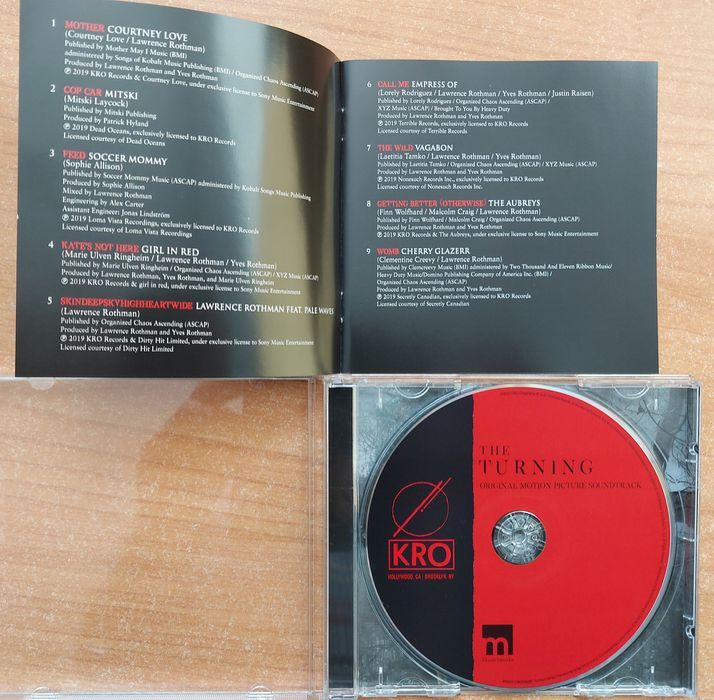 1 MOTHER COURTNEY LOVE
(Courtney Love / Lawrence Rothman)
Published by Mother May I Music (BMI)
administered by Songs of Kobalt Music Publishing (BMI) / Organized Chaos Ascending (ASCAP)
Produced by Lawrence Rothman and Yves Rothman
℗ 2019 KRO Records & Courtney Love, under exclusive license to Sony Music Entertainment
2 COP CAR MITSKI
(Mitski Laycock)
Published by Mitski Publishing
Produced by Patrick Hyland
℗ 2019 Dead Oceans, exclusively licensed to KRO Records
Licensed courtesy of Dead Oceans
3 FEED SOCCER MOMMY
(Sophie Allison)
Published by Soccer Mommy Music (ASCAP) administered by Kobalt Songs Music Publishing
Produced by Sophie Allison
Mixed by Lawrence Rothman
Engineering by Alex Carter
Assistant Engineer: Jonas Lindström
℗ 2019 Loma Vista Recordings, exclusively licensed to KRO Records
Licensed courtesy of Loma Vista Recordings
4 KATE'S NOT HERE GIRL IN RED
(Marie Ulven Ringheim / Lawrence Rothman / Yves Rothman)
Published by Marie Ulven Ringheim / Organized Chaos Ascending (ASCAP) / XYZ Music (ASCAP)
Produced by Lawrence Rothman, Yves Rothman, and Marie Ulven Ringheim
℗ 2019 KRO Records & girl in red, under exclusive license to Sony Music Entertainment
5 SKINDEEPSKYHIGHHEARTWIDE LAWRENCE ROTHMAN FEAT. PALE WAVES
(Lawrence Rothman)
Published by Organized Chaos Ascending (ASCAP)
Produced by Lawrence Rothman and Yves Rothman
℗ 2019 KRO Records & Dirty Hit Limited, under exclusive license to Sony Music Entertainment
Licensed courtesy of Dirty Hit Limited
6 CALL ME EMPRESS OF
(Lorely Rodriguez / Lawrence Rothman / Yves Rothman / Justin Raisen)
Published by Lorely Rodriguez / Organized Chaos Ascending (ASCAP) /
XYZ Music (ASCAP) / Brought To You By Heavy Duty
Produced by Lawrence Rothman and Yves Rothman
℗ 2019 Terrible Records, exclusively licensed to KRO Records
Licensed courtesy of Terrible Records
7 THE WILD VAGABON
(Laetitia Tamko / Lawrence Rothman / Yves Rothman)
Published by Laetitia Tamko / Organized Chaos Ascending (ASCAP) / XYZ Music (ASCAP)
Produced by Lawrence Rothman and Yves Rothman
℗ 2019 Nonesuch Records Inc., exclusively licensed to KRO Records
Licensed courtesy of Nonesuch Records Inc.
8 GETTING BETTER (OTHERWISE) THE AUBREYS
(Finn Wolfhard / Malcolm Craig / Lawrence Rothman)
Published by Finn Wolfhard / Malcolm Craig / Organized Chaos Ascending (ASCAP)
Produced by Lawrence Rothman and Yves Rothman
℗ 2019 KRO Records & The Aubreys, under exclusive license to Sony Music Entertainment
9 WOMB CHERRY GLAZERR
(Clementine Creevy / Lawrence Rothman)
Published by Clemcreevy Music (BMI) administered by Two Thousand And Eleven Ribbon Music/
Heavy Duty Music/Domino Publishing Company of America Inc. (BMI) /
Organized Chaos Ascending (ASCAP)
Produced by Lawrence Rothman and Yves Rothman
℗ 2019 Secretly Canadian, exclusively licensed to KRO Records
Licensed courtesy of Secretly Canadian
THE
TURNING
ORIGINAL MOTION PICTURE SOUNDTRACK
KRO
HOLLYWOOD, CA | BROOKLYN, NY
m